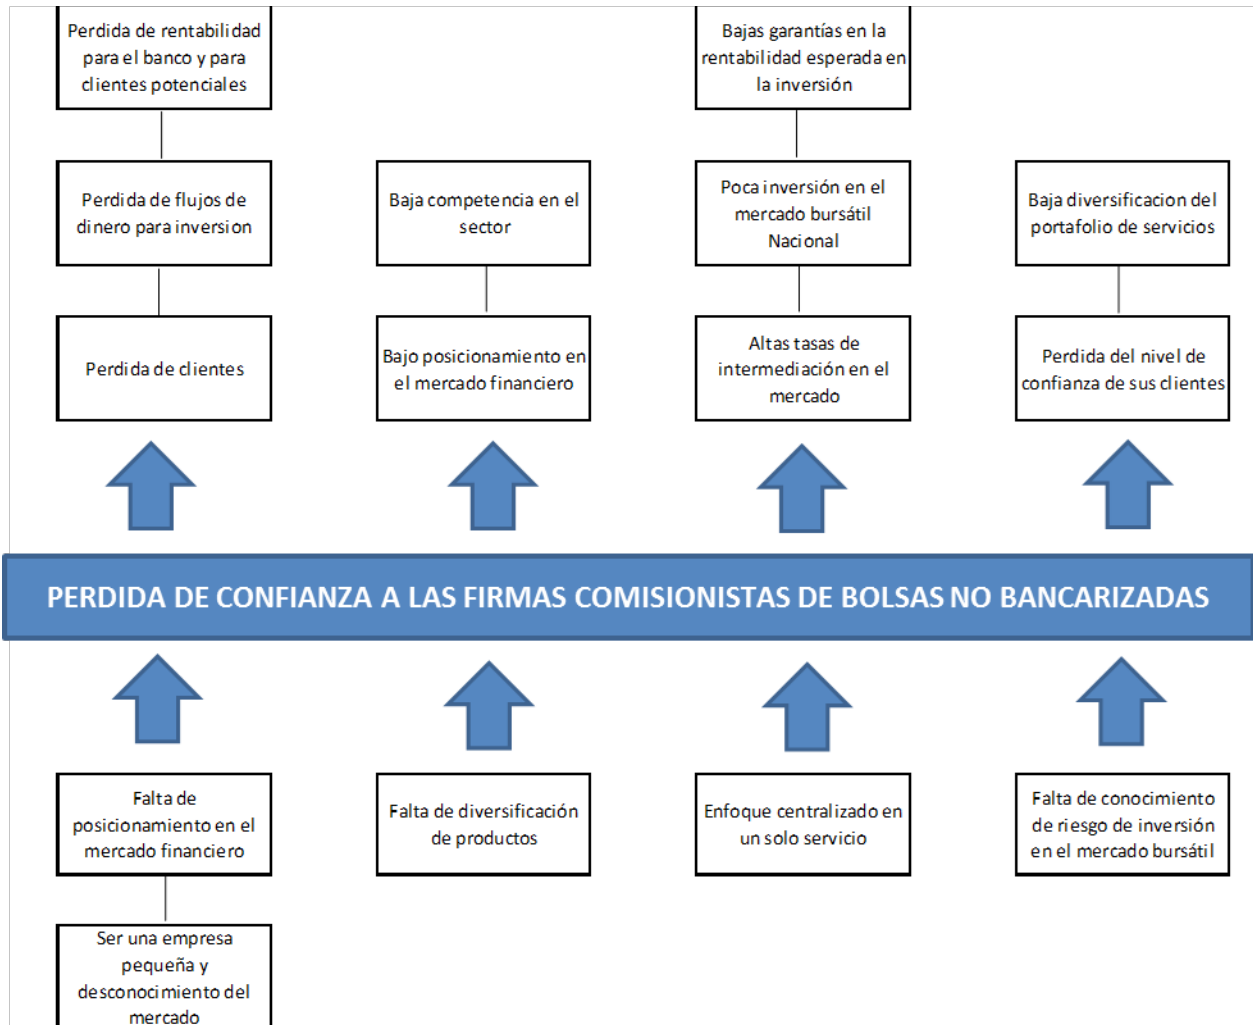 Perdida de rentabilidad
para el banco y para
clientes potenciales
Bajas garantías en la
rentabilidad esperada en
la inversión
Perdida de flujos de
dinero para inversion
Baja competencia en el
sector
Poca inversión en el
mercado bursátil
Nacional
Baja diversificacion del
portafolio de servicios
Perdida de clientes
Bajo posicionamiento en
el mercado financiero
Altas tasas de
intermediación en el
mercado
Perdida del nivel de
confianza de sus clientes
PERDIDA DE CONFIANZA A LAS FIRMAS COMISIONISTAS DE BOLSAS NO BANCARIZADAS
Falta de
posicionamiento en el
mercado financiero
Falta de diversificación
de productos
Enfoque centralizado en
un solo servicio
Falta de conocimiento
de riesgo de inversión
en el mercado bursátil
Ser una empresa
pequeña y
desconocimiento del
mercado